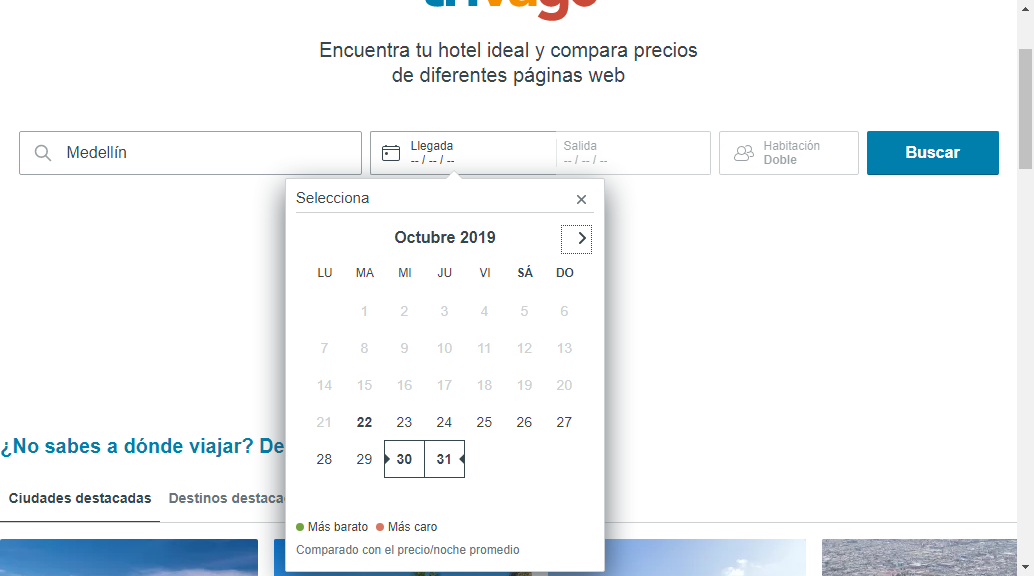 trivago
Encuentra tu hotel ideal y compara precios
de diferentes páginas web
Medellín
Llegada
-- / -- / --
Salida
-- / -- / --
Habitación
Doble
Buscar
Selecciona
Octubre 2019
LU MA MI JU VI SÁ DO
1 2 3 4 5 6
7 8 9 10 11 12 13
14 15 16 17 18 19 20
21 22 23 24 25 26 27
28 29 30 31
Más barato Más caro
Comparado con el precio/noche promedio
¿No sabes a dónde viajar? De
Ciudades destacadas Destinos destaca